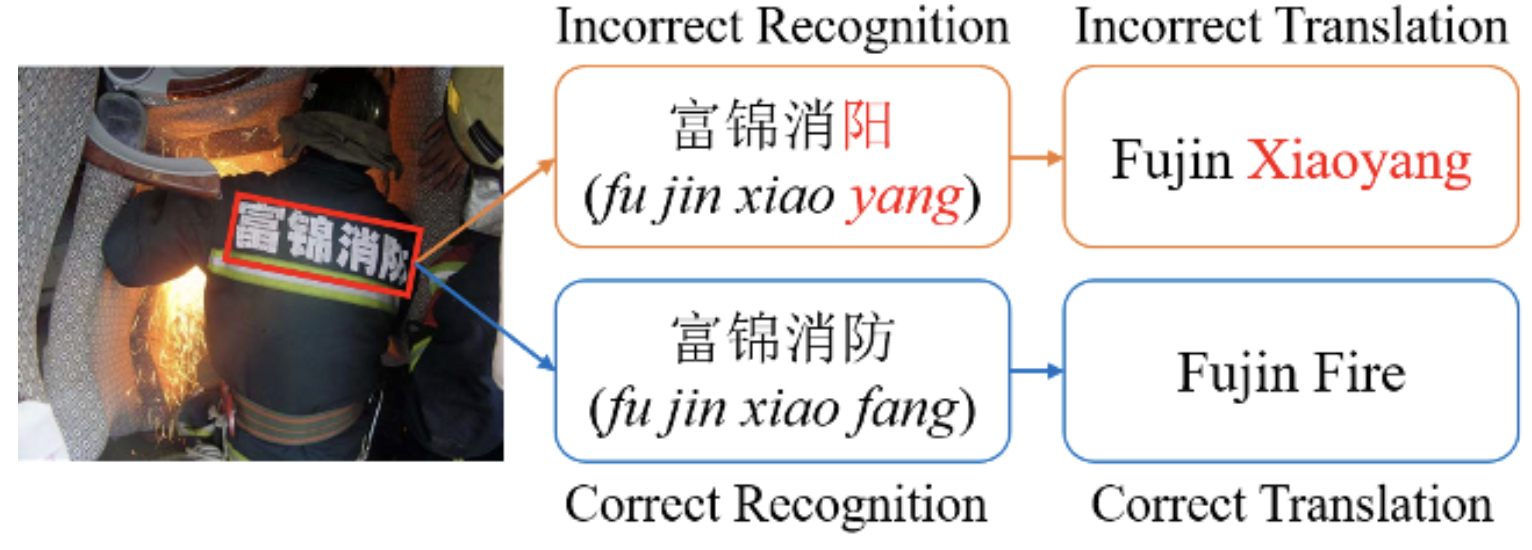 Incorrect Recognition
Incorrect Translation
富锦消防
富锦消阳
(fu jin xiao yang)
Fujin Xiaoyang
富锦消防
(fu jin xiao fang)
Fujin Fire
Correct Recognition
Correct Translation